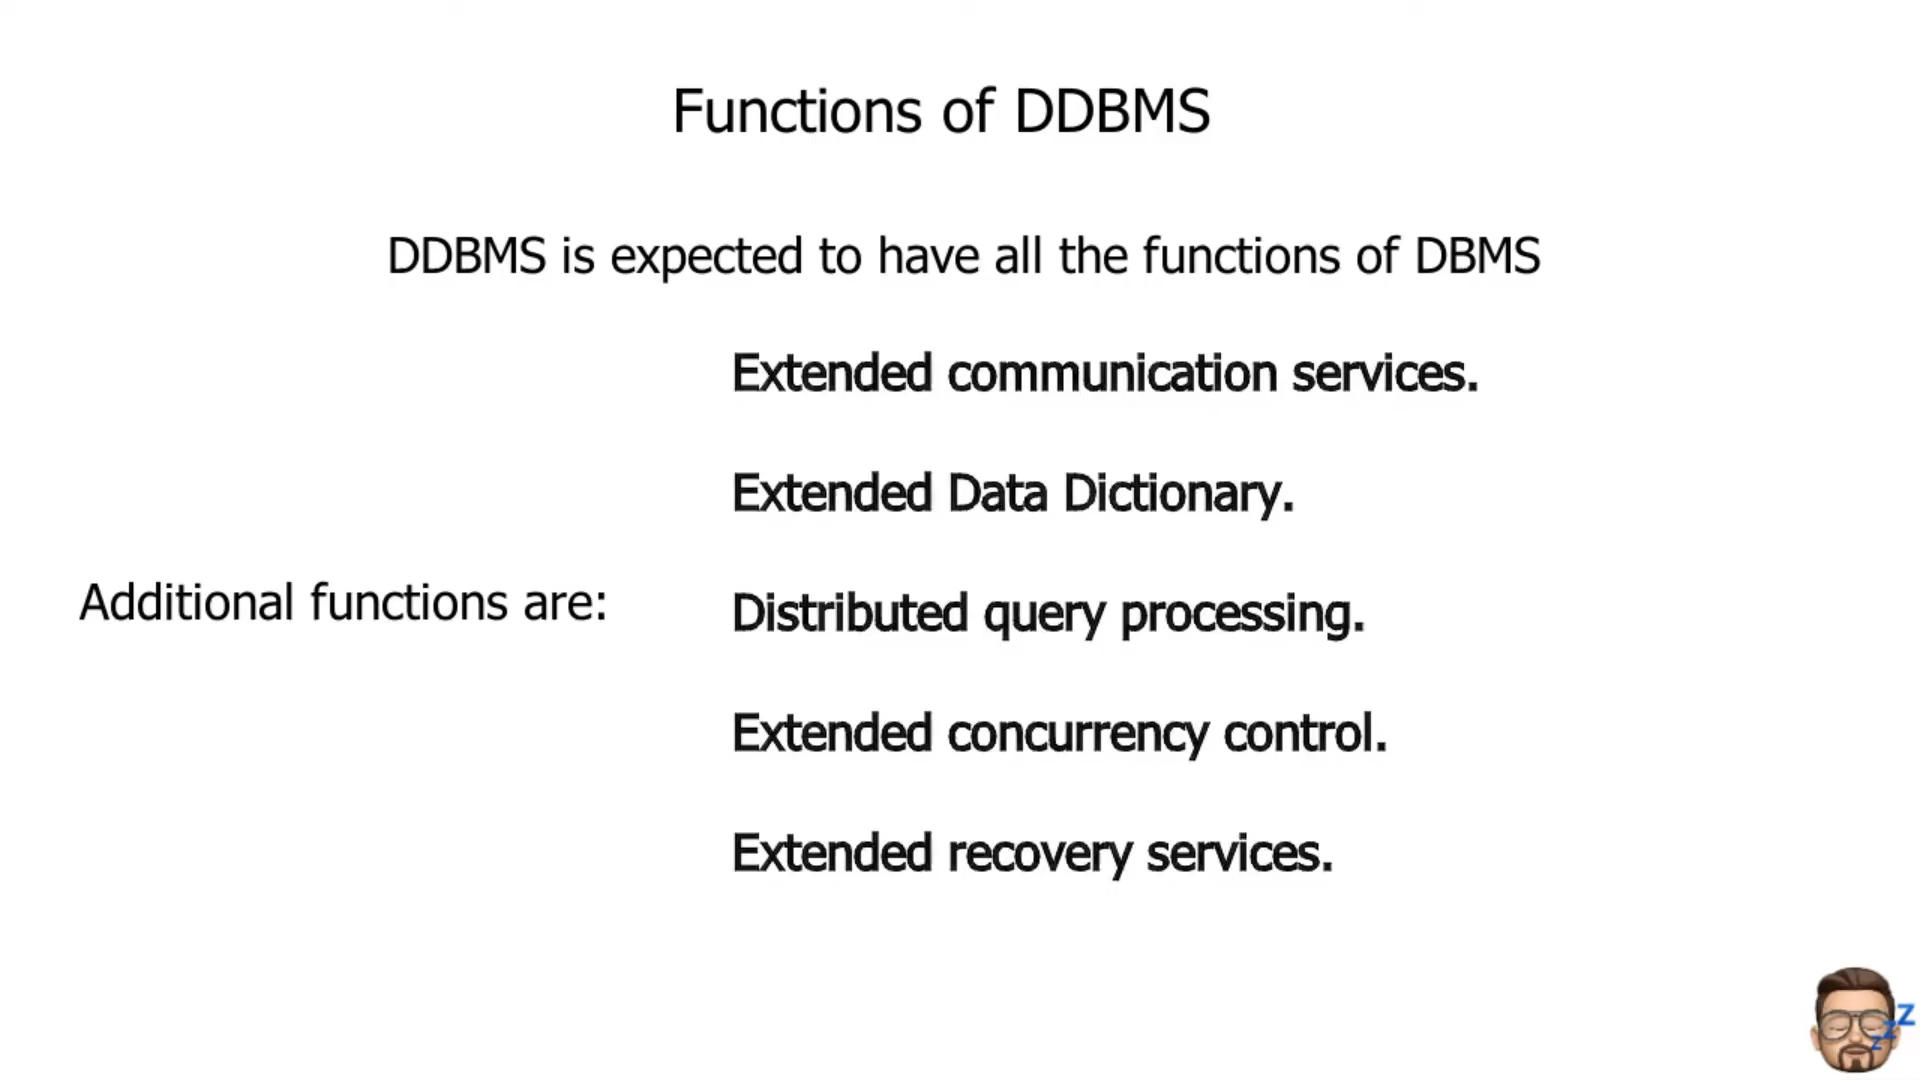 Functions of DDBMS
DDBMS is expected to have all the functions of DBMS
Additional functions are:
Extended communication services.
Extended Data Dictionary.
Distributed query processing.
Extended concurrency control.
Extended recovery services.
zzz